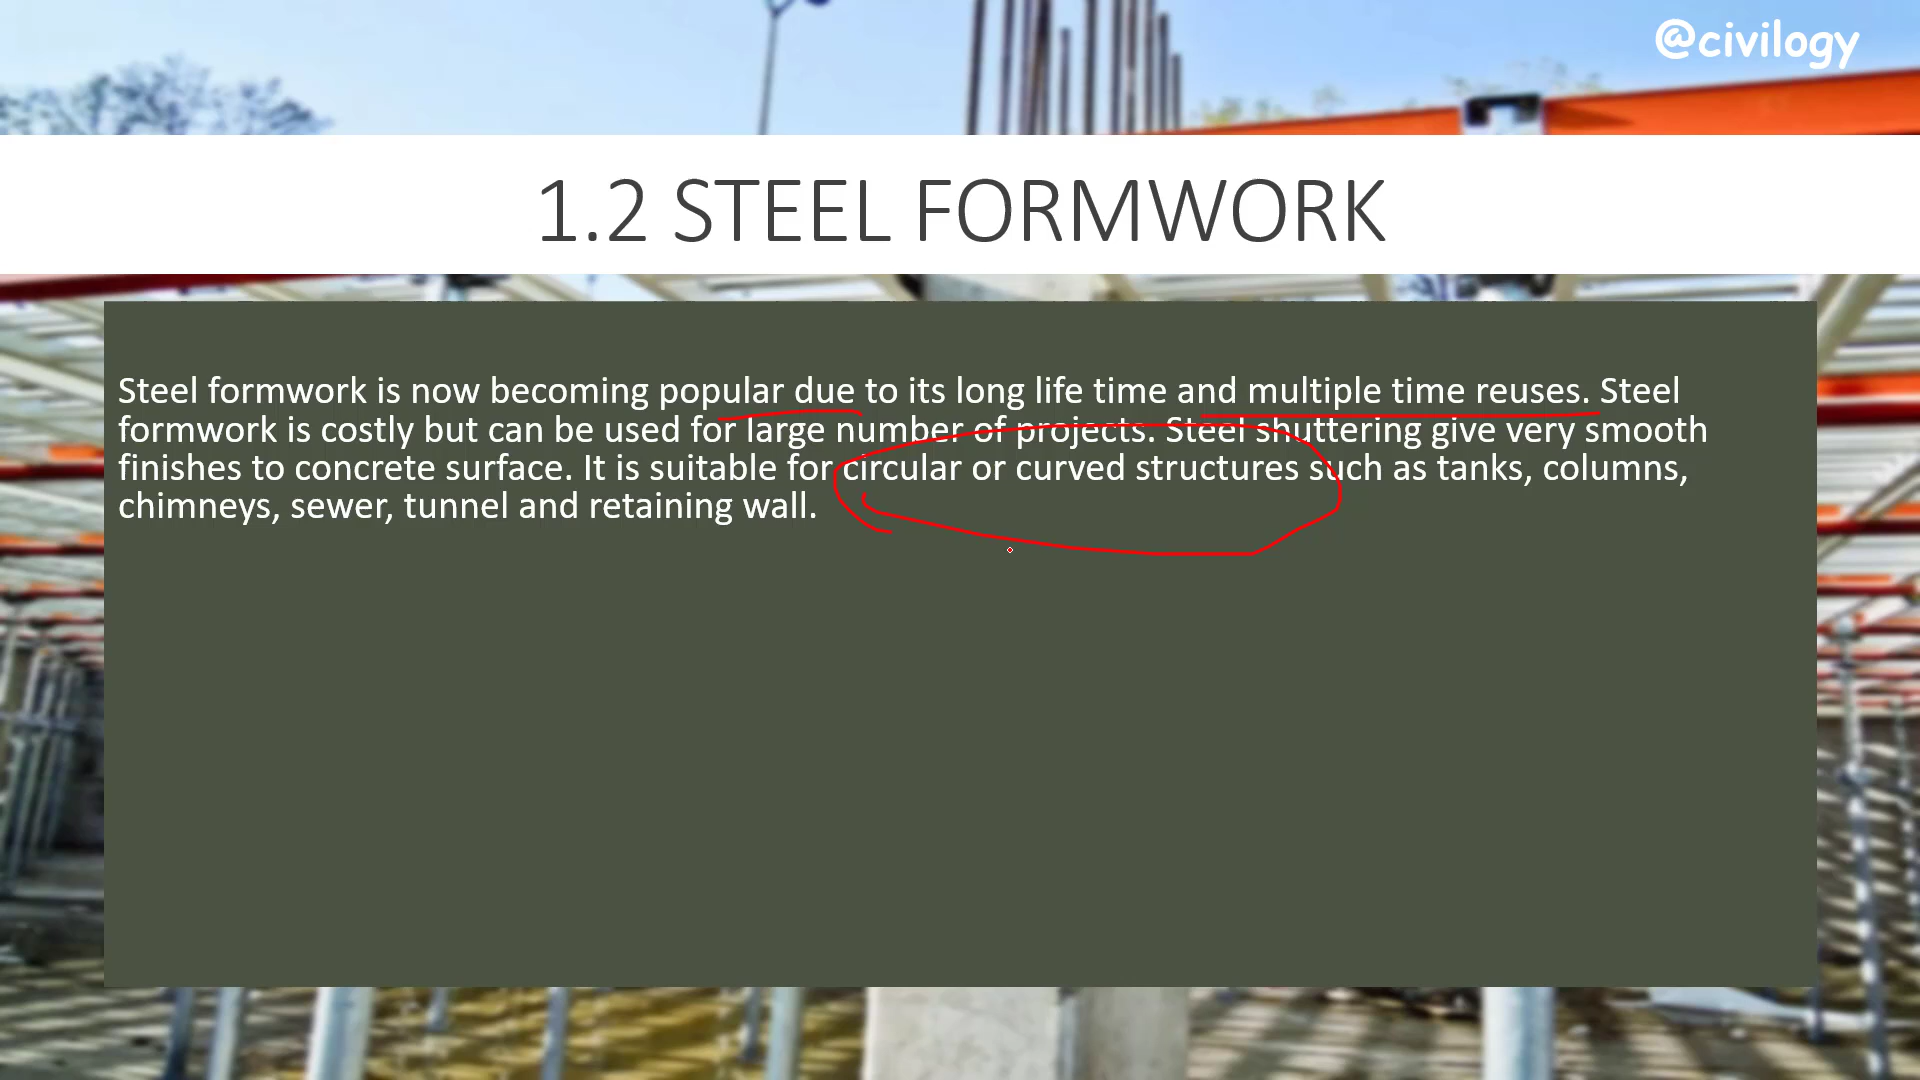 @civilogy
1.2 STEEL FORMWORK
Steel formwork is now becoming popular due to its long life time and multiple time reuses. Steel
formwork is costly but can be used for large number of projects. Steel shuttering give very smooth
finishes to concrete surface. It is suitable for circular or curved structures such as tanks, columns,
chimneys, sewer, tunnel and retaining wall.